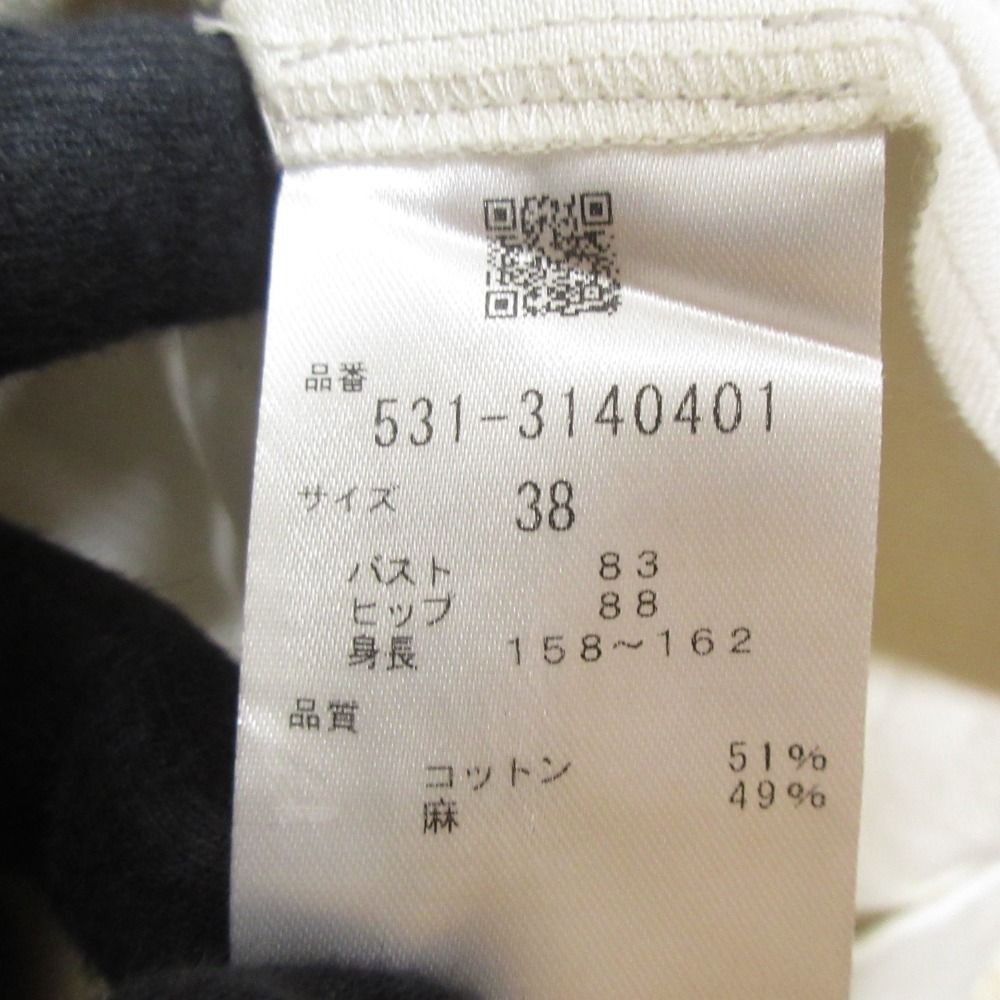 品番
531-3140401
サイズ 38
バスト 83
ヒップ 88
身長 158~162
品質
コットン 51%
麻 49%